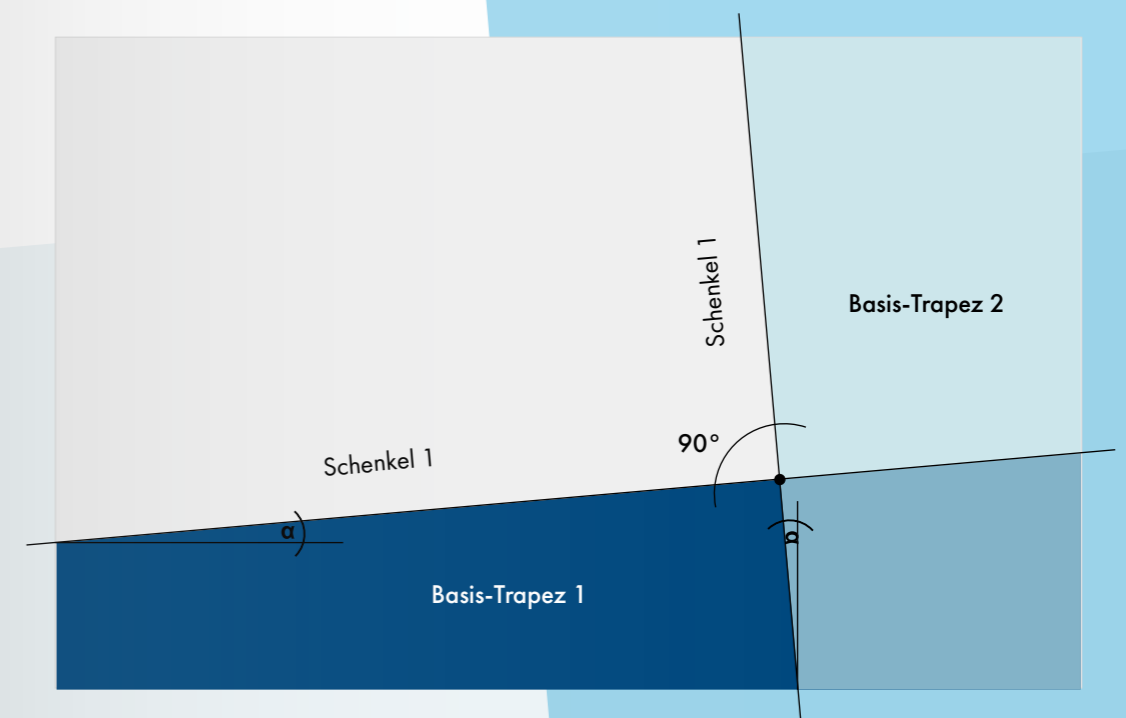 Schenkel 1
Basis-Trapez 2
90°
Schenkel 1
α
α
Basis-Trapez 1